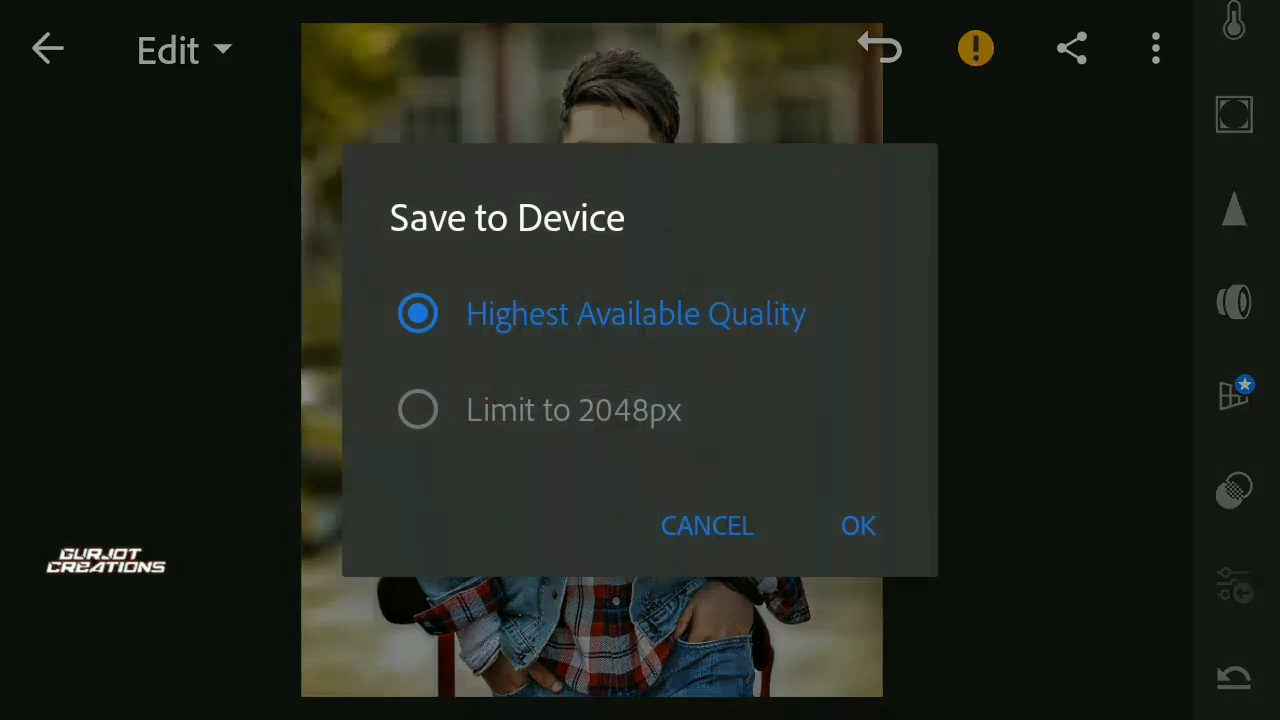 Edit
Save to Device
Highest Available Quality
Limit to 2048px
CANCEL OK
GURJOT
CREATIONS